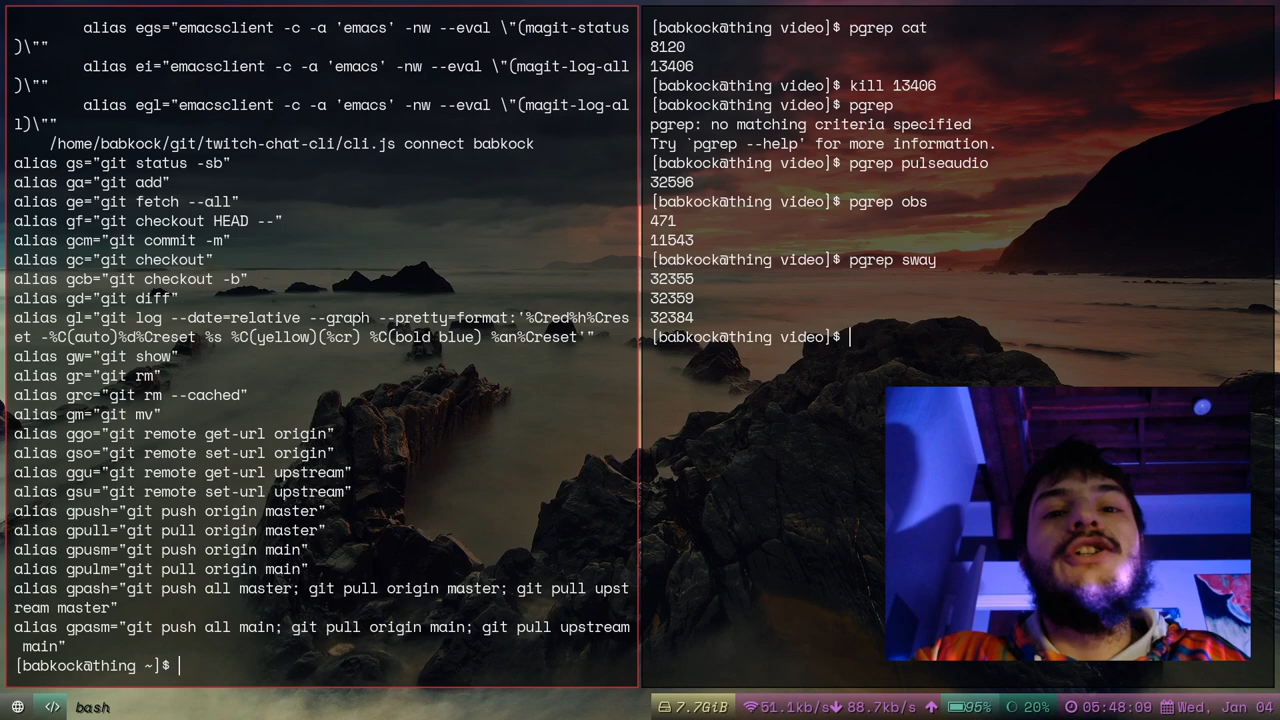 alias egs="emacsclient -c -a 'emacs' -nw --eval \"(magit-status
)\""
alias ei="emacsclient -c -a 'emacs' -nw --eval \"(magit-log-all
)\""
alias egl="emacsclient -c -a 'emacs' -nw --eval \"(magit-log-al
l)\""
/home/babkock/git/twitch-chat-cli/cli.js connect babkock
alias gs="git status -sb"
alias ga="git add"
alias ge="git fetch --all"
alias gf="git checkout HEAD --"
alias gcm="git commit -m"
alias gc="git checkout"
alias gcb="git checkout -b"
alias gd="git diff"
alias gl="git log --date=relative --graph --pretty=format:'%Cred%h%Cres
et -%C(auto)%d%Creset %s %C(yellow)(%cr) %C(bold blue) %an%Creset'"
alias gw="git show"
alias gr="git rm"
alias grc="git rm --cached"
alias gm="git mv"
alias ggo="git remote get-url origin"
alias gso="git remote set-url origin"
alias ggu="git remote get-url upstream"
alias gsu="git remote set-url upstream"
alias gpush="git push origin master"
alias gpull="git pull origin master"
alias gpusm="git push origin main"
alias gpulm="git pull origin main"
alias gpash="git push all master; git pull origin master; git pull upst
ream master"
alias gpasm="git push all main; git pull origin main; git pull upstream
main"
[babkock@thing ~]$
[babkock@thing video]$ pgrep cat
8120
13406
[babkock@thing video]$ kill 13406
[babkock@thing video]$ pgrep
pgrep: no matching criteria specified
Try `pgrep --help' for more information.
[babkock@thing video]$ pgrep pulseaudio
32596
[babkock@thing video]$ pgrep obs
471
11543
[babkock@thing video]$ pgrep sway
32355
32359
32384
[babkock@thing video]$
</> bash 7.7GiB 51.1kb/s 88.7kb/s 95% 20% 05:48:09 Wed, Jan 04